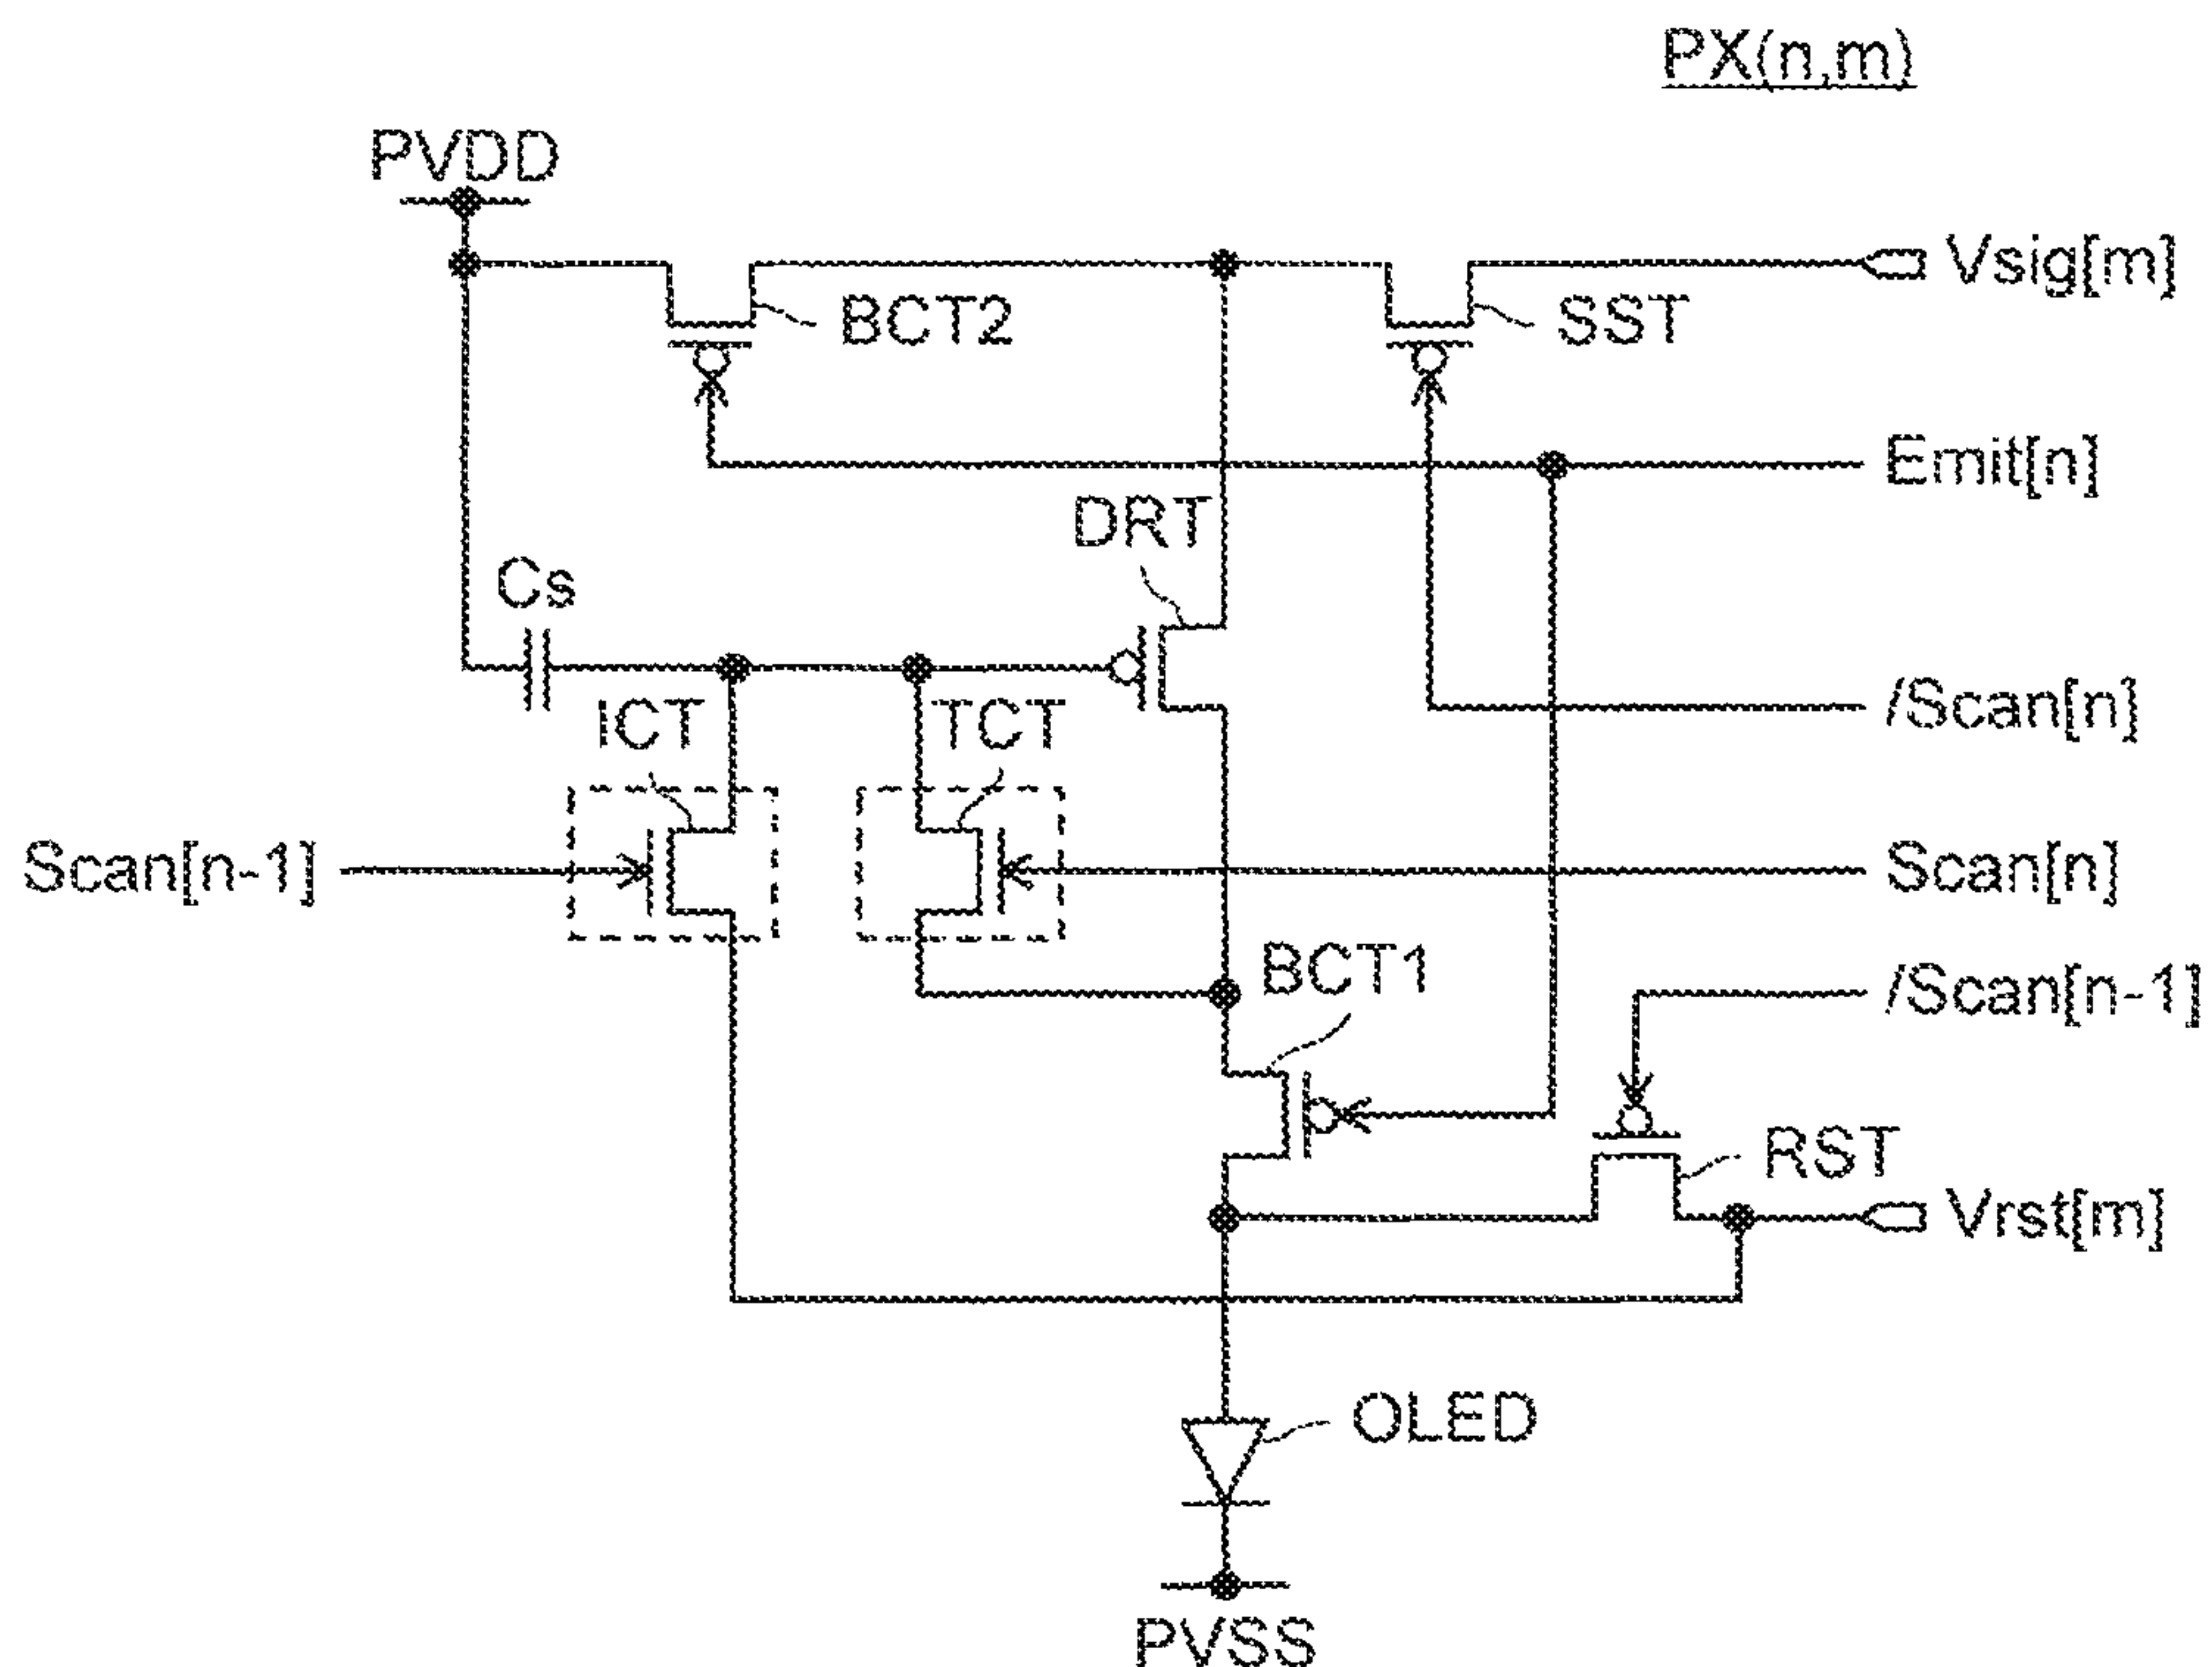 PX(n,m)
PVDD
Vsig[m]
BCT2
SST
Emit[n]
DRT
Cs
/Scan[n]
ICT
TCT
Scan[n-1]
Scan[n]
BCT1
/Scan[n-1]
RST
Vrst[m]
OLED
PVSS